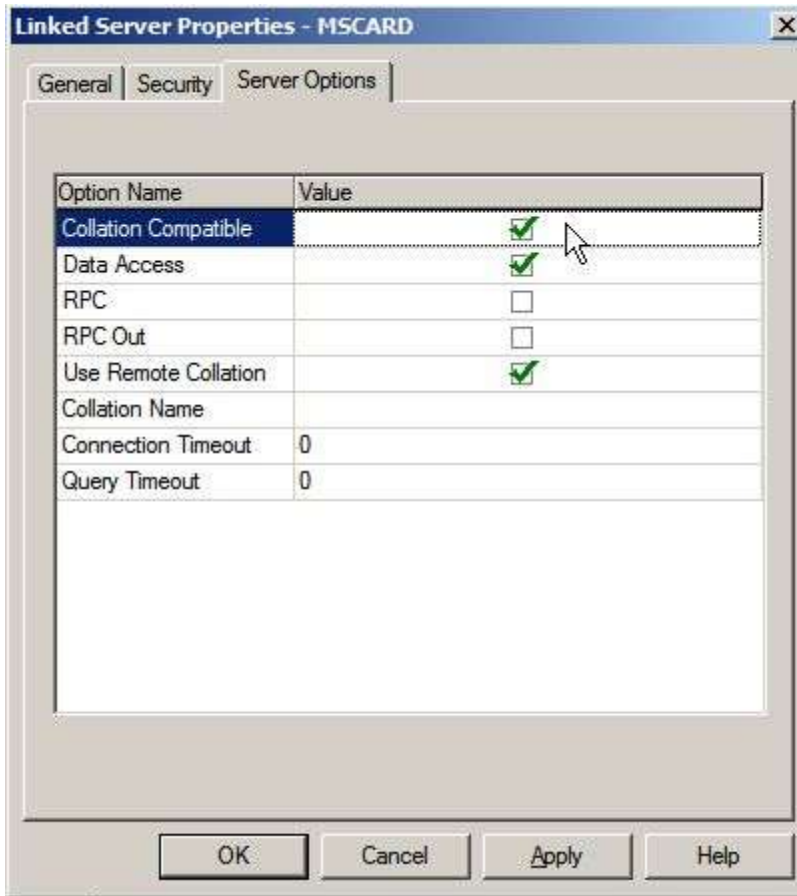 Linked Server Properties - MSCARD
General Security Server Options
Option Name Value
Collation Compatible
Data Access
RPC
RPC Out
Use Remote Collation
Collation Name
Connection Timeout 0
Query Timeout 0
OK Cancel Apply Help